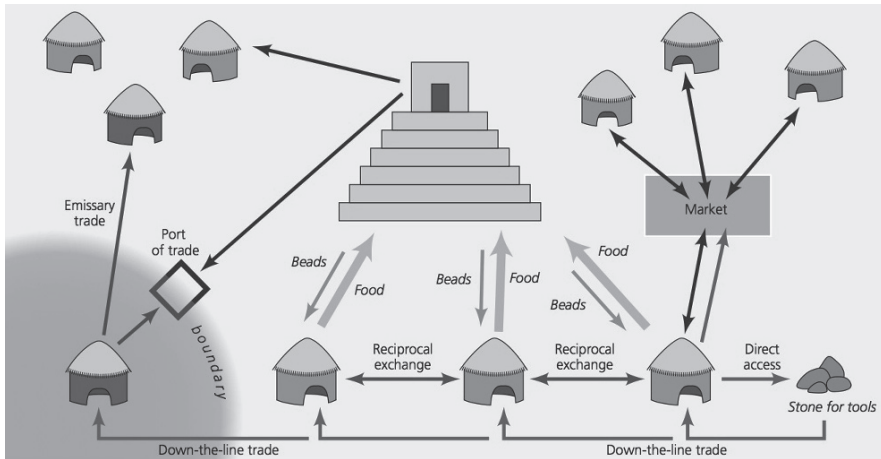 Emissary
trade
Port
of trade
boundary
Beads
Food
Beads
Food
Food
Beads
Market
Reciprocal
exchange
Reciprocal
exchange
Direct
access
Stone for tools
Down-the-line trade
Down-the-line trade